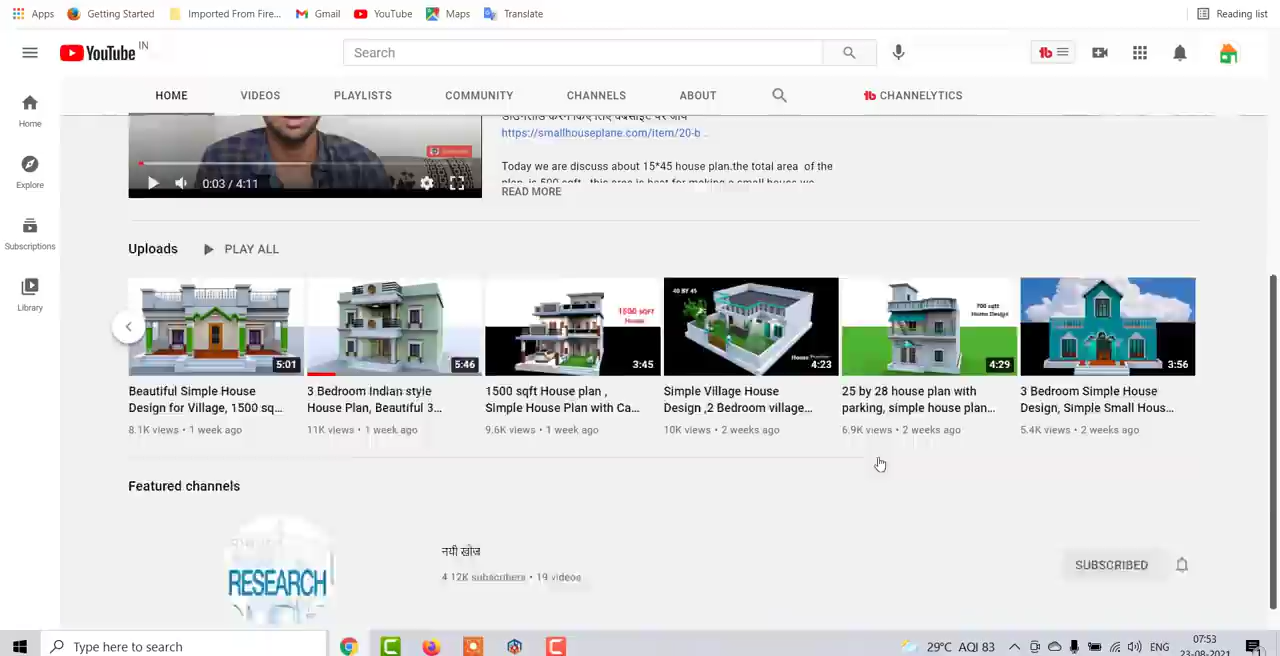 Apps Getting Started Imported From Fire... Gmail YouTube Maps Translate Reading list
YouTube IN Search
HOME VIDEOS PLAYLISTS COMMUNITY CHANNELS ABOUT CHANNELYTICS
Home
Explore
Subscriptions
Library
https://smallhouseplane.com/item/20-b ..
Today we are discuss about 15*45 house plan.the total area of the
READ MORE
0:03 / 4:11
Uploads PLAY ALL
1500 SQFT
House
40 BY 45
700 sqft
Home Design
5:01 5:46 3:45 4:23 4:29 3:56
Beautiful Simple House
Design for Village, 1500 sq...
8.1K views • 1 week ago
3 Bedroom Indian style
House Plan, Beautiful 3...
11K views • 1 week ago
1500 sqft House plan ,
Simple House Plan with Ca...
9.6K views • 1 week ago
Simple Village House
Design ,2 Bedroom village...
10K views • 2 weeks ago
25 by 28 house plan with
parking, simple house plan...
6.9K views • 2 weeks ago
3 Bedroom Simple House
Design, Simple Small Hous...
5.4K views • 2 weeks ago
Featured channels
RESEARCH
नयी खोज
4.12K subscribers • 19 videos
SUBSCRIBED
Type here to search
29°C AQI 83 ENG
07:53
23-08-2021